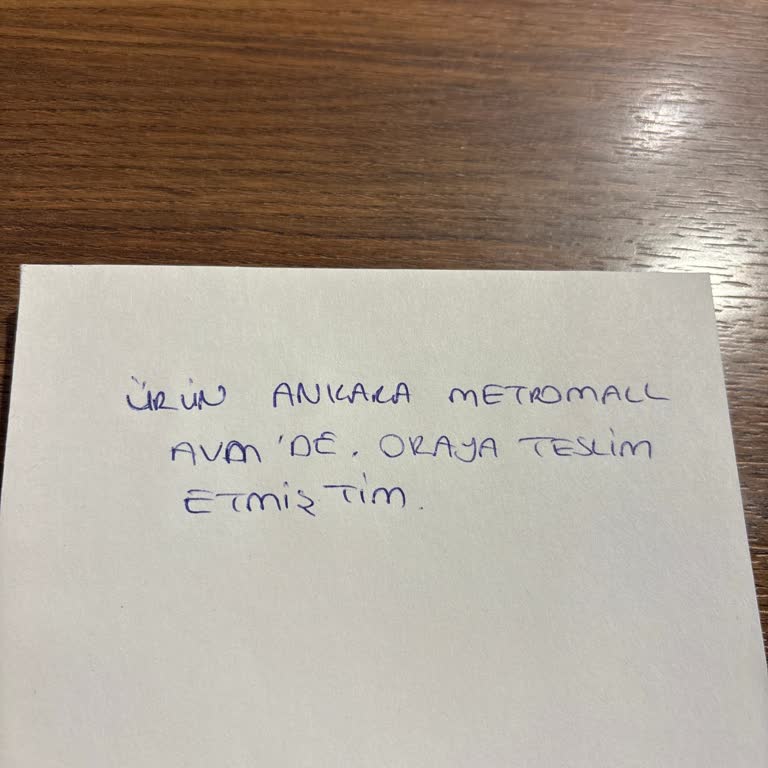 ÜRÜN ANKARA METROMALL
AVM'DE. ORAYA TESLİM
ETMİŞTİM.